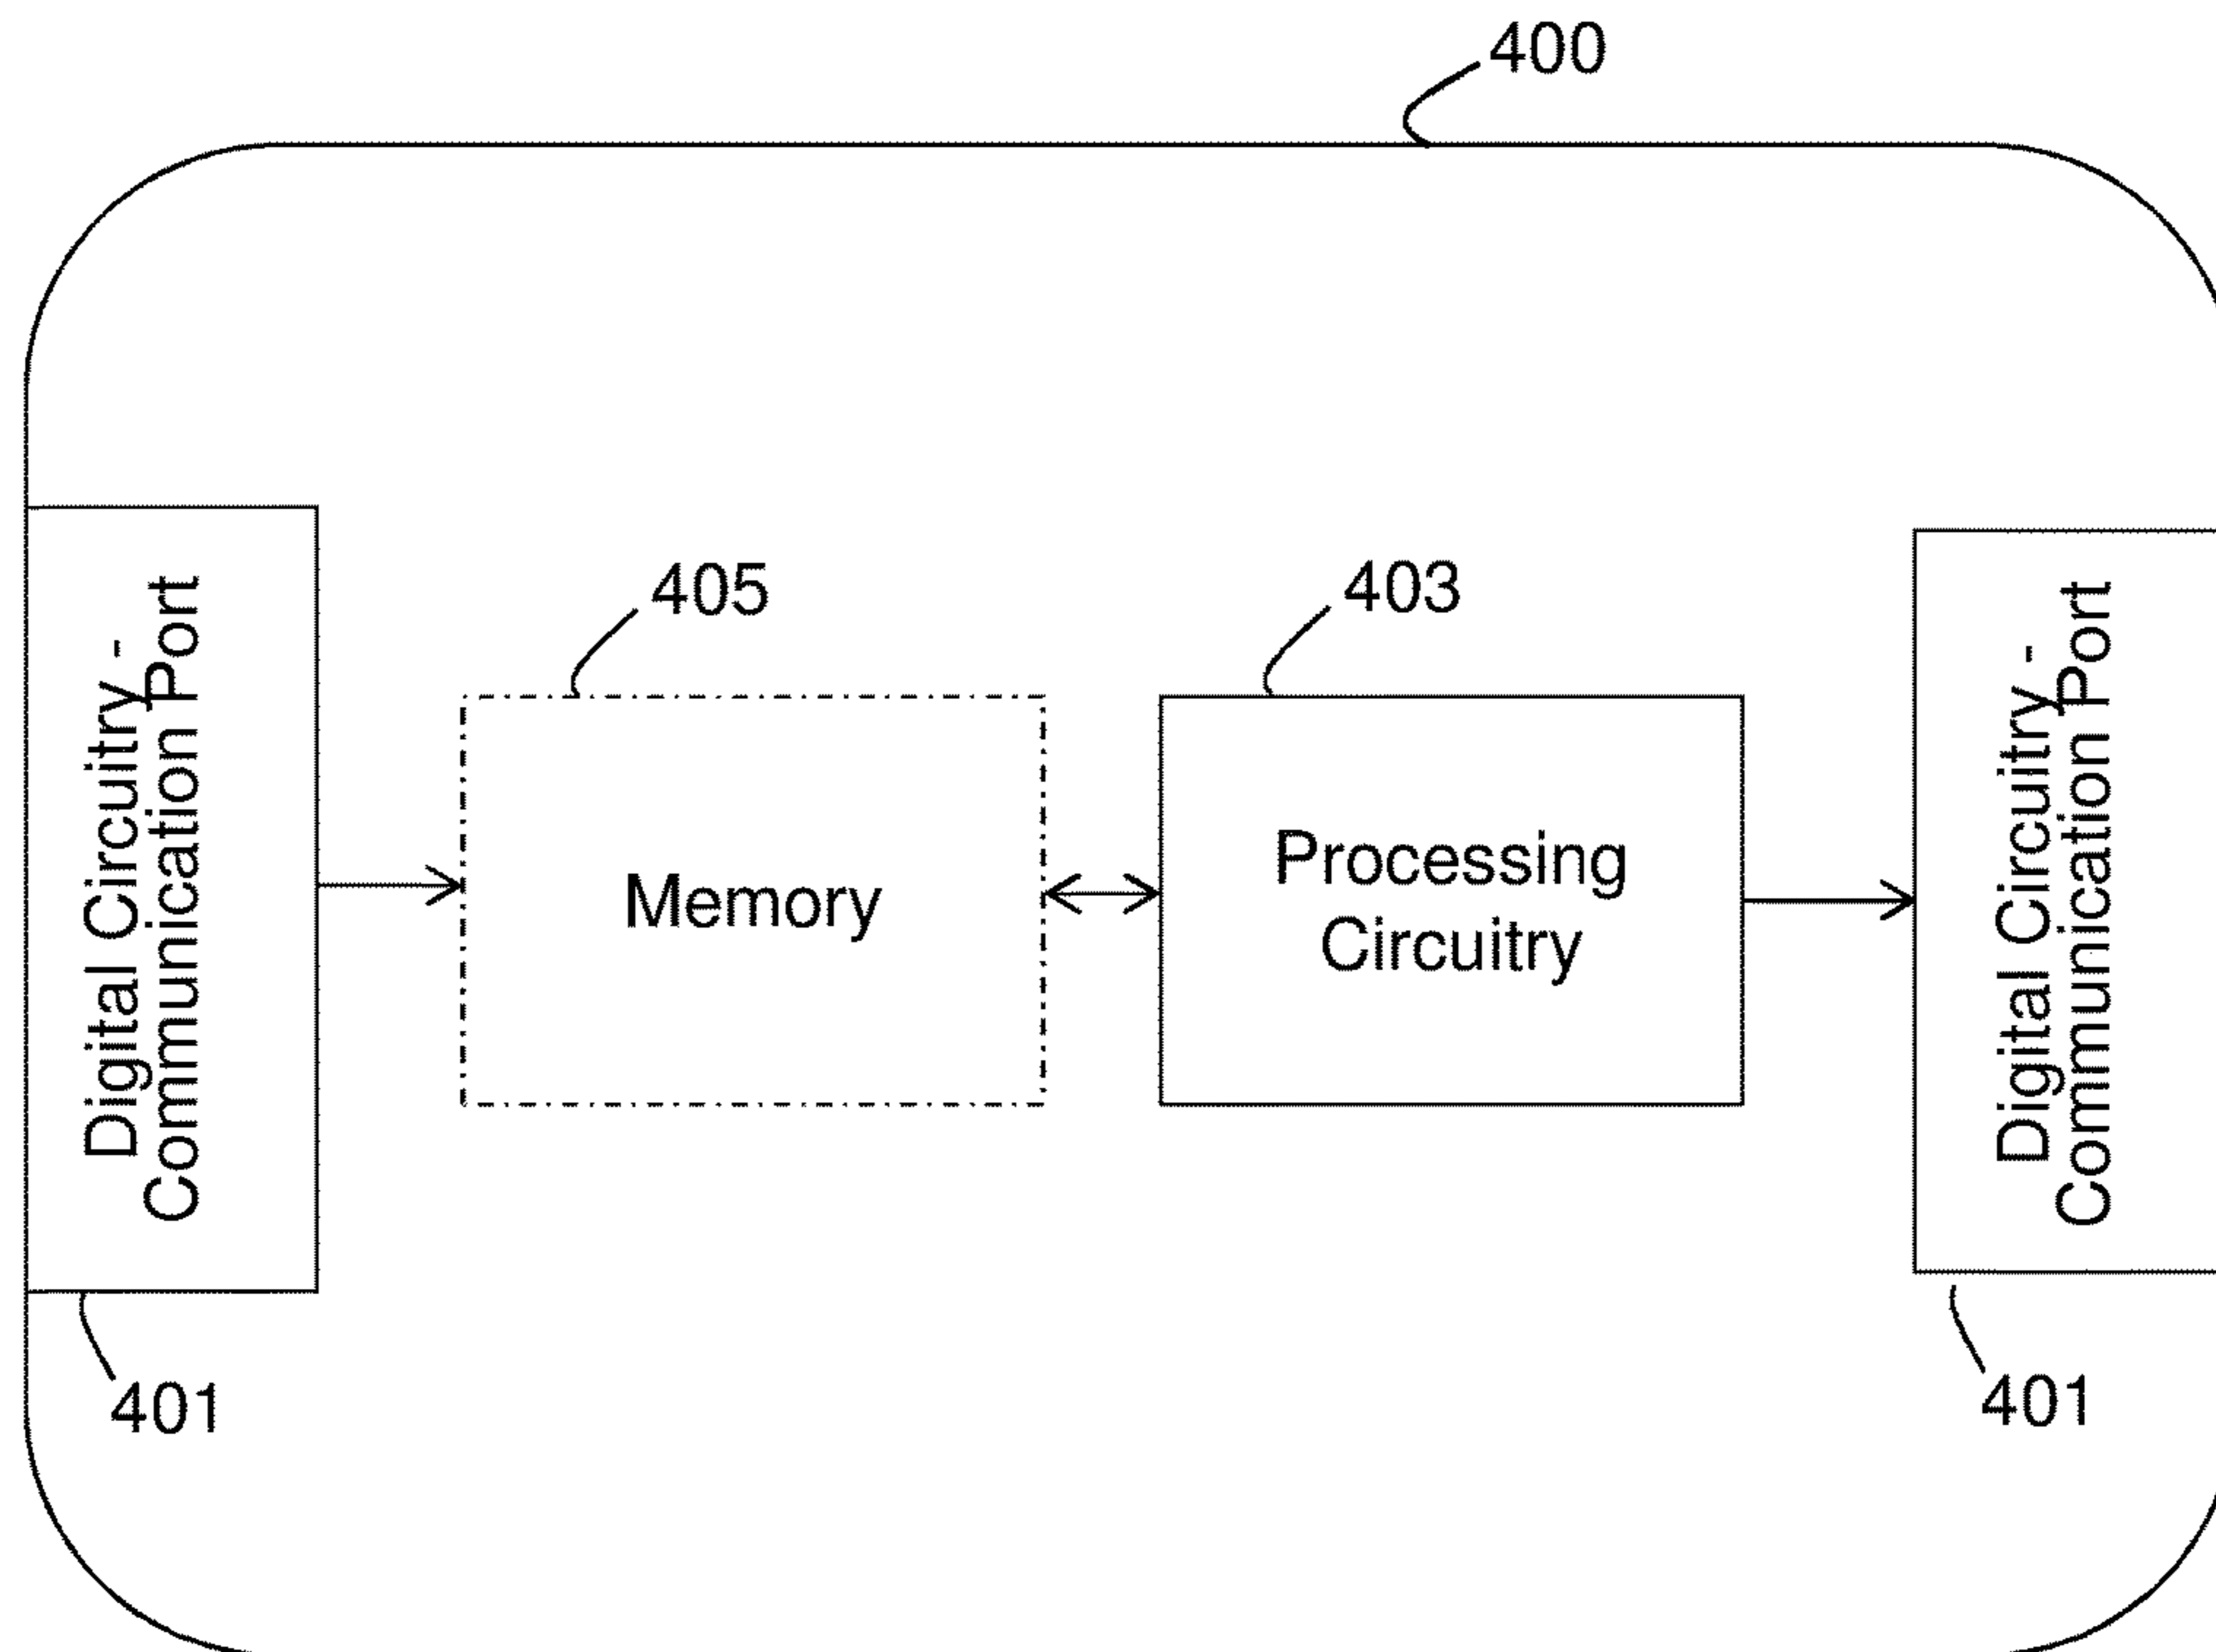 400
405
403
Digital Circuitry -
Communication Port
Memory
Processing
Circuitry
Digital Circuitry -
Communication Port
401
401